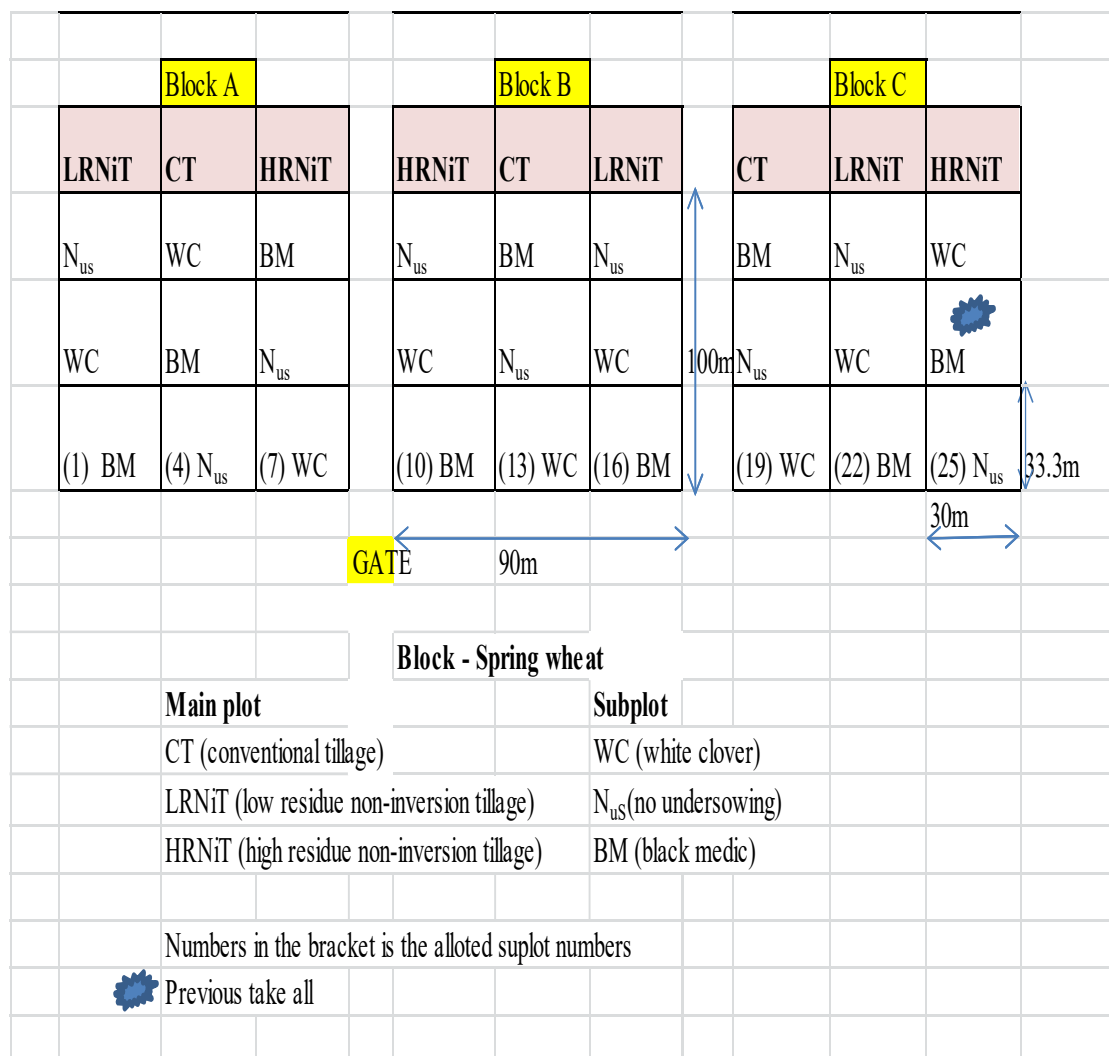 Block A Block B Block C
LRNiT CT HRNiT HRNiT CT LRNiT CT LRNiT HRNiT
Nus WC BM Nus BM Nus BM Nus WC
WC BM Nus WC Nus WC 100m Nus WC BM
(1) BM (4) Nus (7) WC (10) BM (13) WC (16) BM (19) WC (22) BM (25) Nus 33.3m
30m
GATE 90m
Block - Spring wheat
Main plot Subplot
CT (conventional tillage) WC (white clover)
LRNiT (low residue non-inversion tillage) NuS(no undersowing)
HRNiT (high residue non-inversion tillage) BM (black medic)
Numbers in the bracket is the alloted suplot numbers
Previous take all